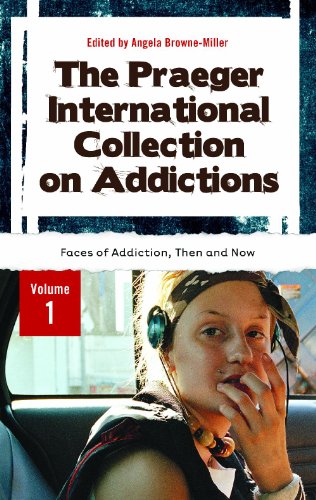 Edited by Angela Browne-Miller
The Praeger
International
Collection
on Addictions
Faces of Addiction, Then and Now
Volume
1